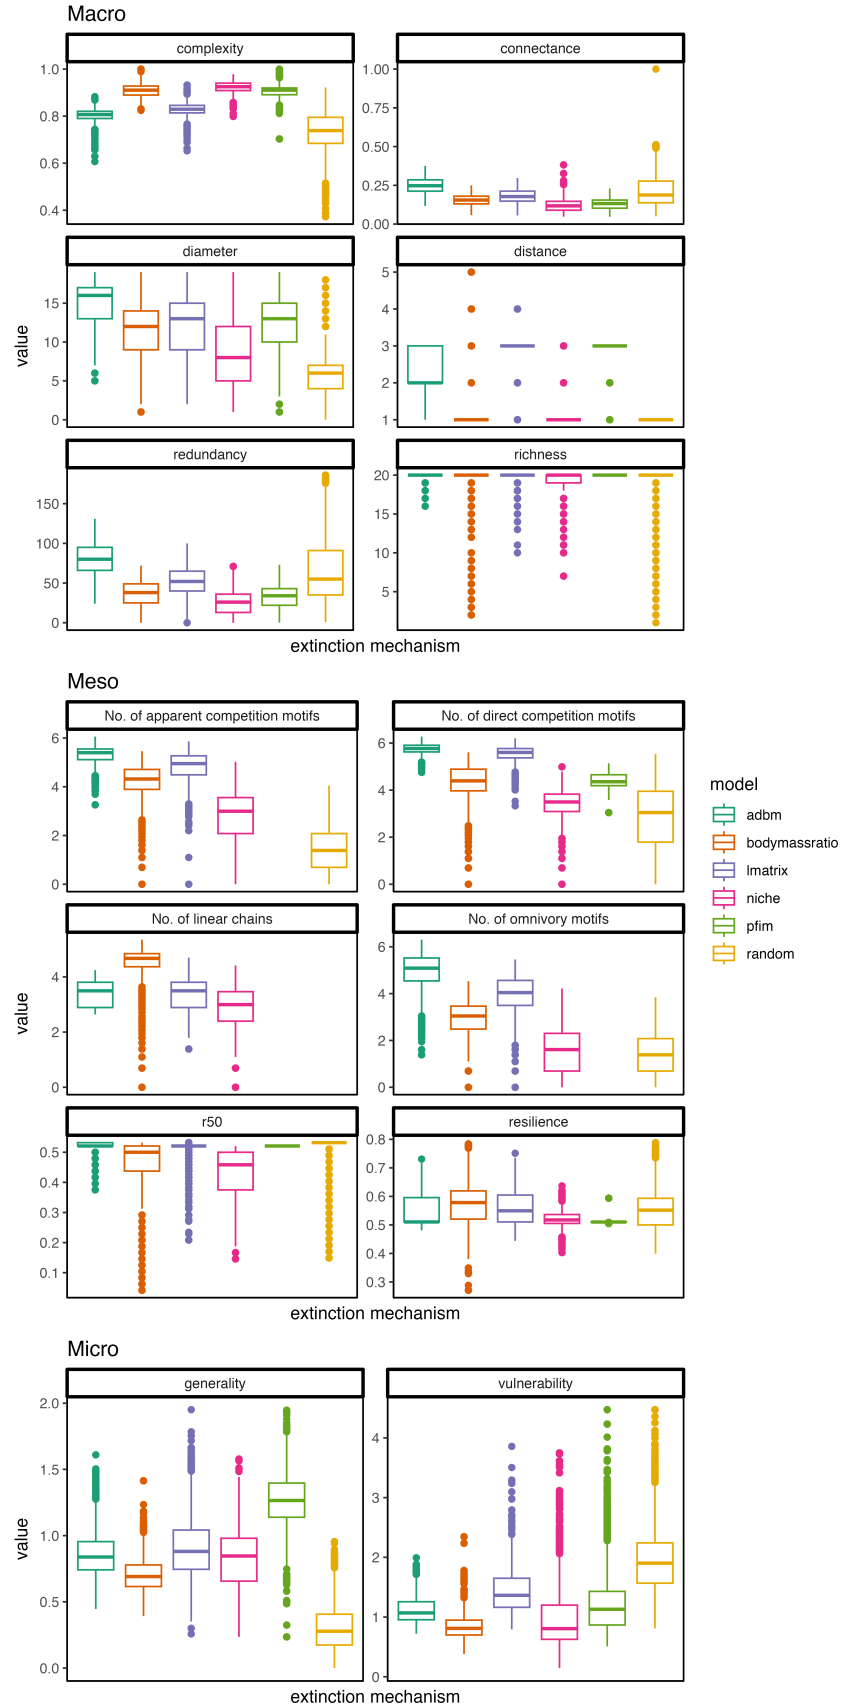 Macro
complexity
connectance
1.0
0.8
0.6
0.4
1.00
0.75
0.50
0.25
0.00
diameter
distance
15
10
5
0
5
4
3
2
1
value
redundancy
richness
150
100
50
0
20
15
10
5
extinction mechanism
Meso
No. of apparent competition motifs
No. of direct competition motifs
6
4
2
0
6
4
2
0
No. of linear chains
No. of omnivory motifs
4
2
0
6
4
2
0
value
r50
resilience
0.5
0.4
0.3
0.2
0.1
0.8
0.7
0.6
0.5
0.4
0.3
extinction mechanism
model
adbm
bodymassratio
lmatrix
niche
pfim
random
Micro
generality
vulnerability
2.0
1.5
1.0
0.5
0.0
4
3
2
1
0
value
extinction mechanism